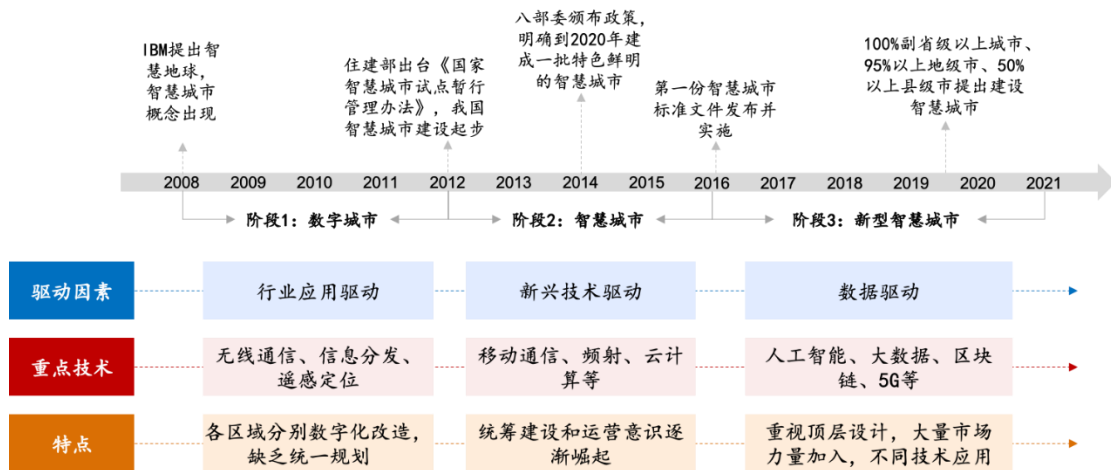 IBM提出智
慧地球，
智慧城市
概念出现
住建部出台《国家
智慧城市试点暂行
管理办法》，我国
智慧城市建设起步
八部委颁布政策，
明确到2020年建
成一批特色鲜明
的智慧城市
第一份智慧城市
标准文件发布并
实施
100%副省级以上城市、
95%以上地级市、50%
以上县级市提出建设
智慧城市
2008 2009 2010 2011 2012 2013 2014 2015 2016 2017 2018 2019 2020 2021
阶段1：数字城市 阶段2：智慧城市 阶段3：新型智慧城市
驱动因素 行业应用驱动 新兴技术驱动 数据驱动
重点技术
无线通信、信息分发、
遥感定位
移动通信、频射、云计
算等
人工智能、大数据、区块
链、5G等
特点
各区域分别数字化改造，
缺乏统一规划
统筹建设和运营意识逐
渐崛起
重视顶层设计，大量市场
力量加入，不同技术应用